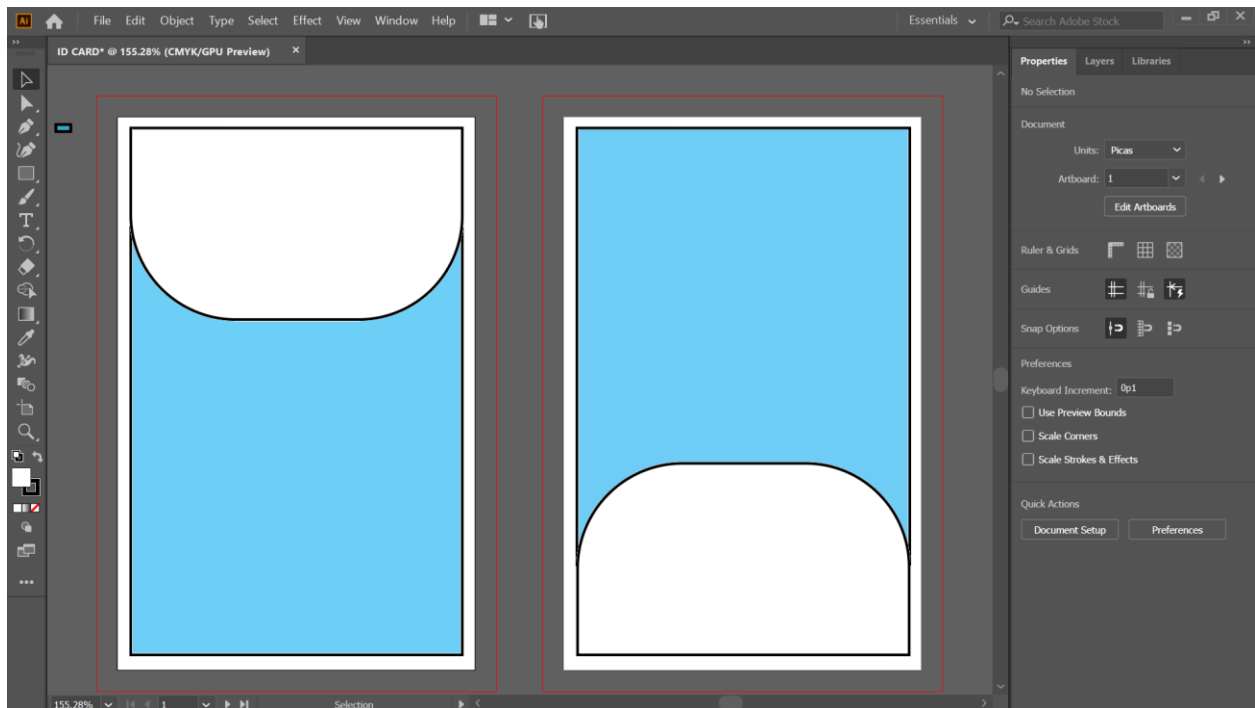 Ai File Edit Object Type Select Effect View Window Help Essentials Search Adobe Stock
ID CARD* @ 155.28% (CMYK/GPU Preview) ×
Properties Layers Libraries
No Selection
Document
Units: Picas
Artboard: 1
Edit Artboards
Ruler & Grids
Guides
Snap Options
Preferences
Keyboard Increment: 0p1
Use Preview Bounds
Scale Corners
Scale Strokes & Effects
Quick Actions
Document Setup Preferences
T
155.28% 1 Selection